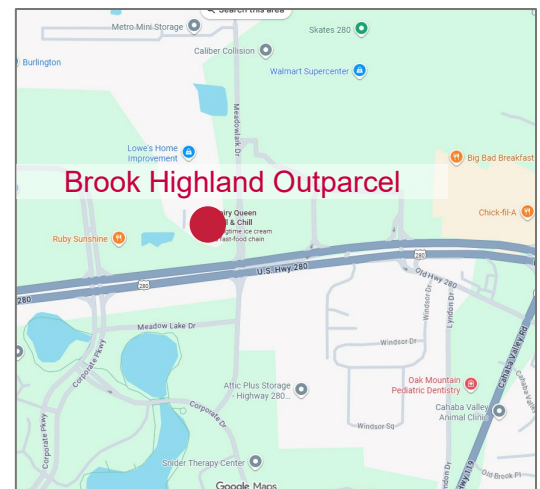 Search this area
Metro Mini Storage
Skates 280
Caliber Collision
Burlington
Walmart Supercenter
Meadowlark Dr
Lowe's Home
Improvement
Big Bad Breakfast
Brook Highland Outparcel
Queen
& Chill
ice cream
fast-food chain
Chick-fil-A
Ruby Sunshine
280
U.S. Hwy 280
280
280
Old Hwy 280
Windsor Dr
Lyndon Dr
Meadow Lake Dr
Windsor Dr
Cahaba Valley Rd
Corporate Pkwy
Attic Plus Storage
- Highway 280...
Oak Mountain
Pediatric Dentistry
Cahaba Valley
Animal Clinic
Corporate Dr
Windsor Sq
Corporate Pkwy
Snider Therapy Center
Hwy 119
Old Brook Pl
Google Maps